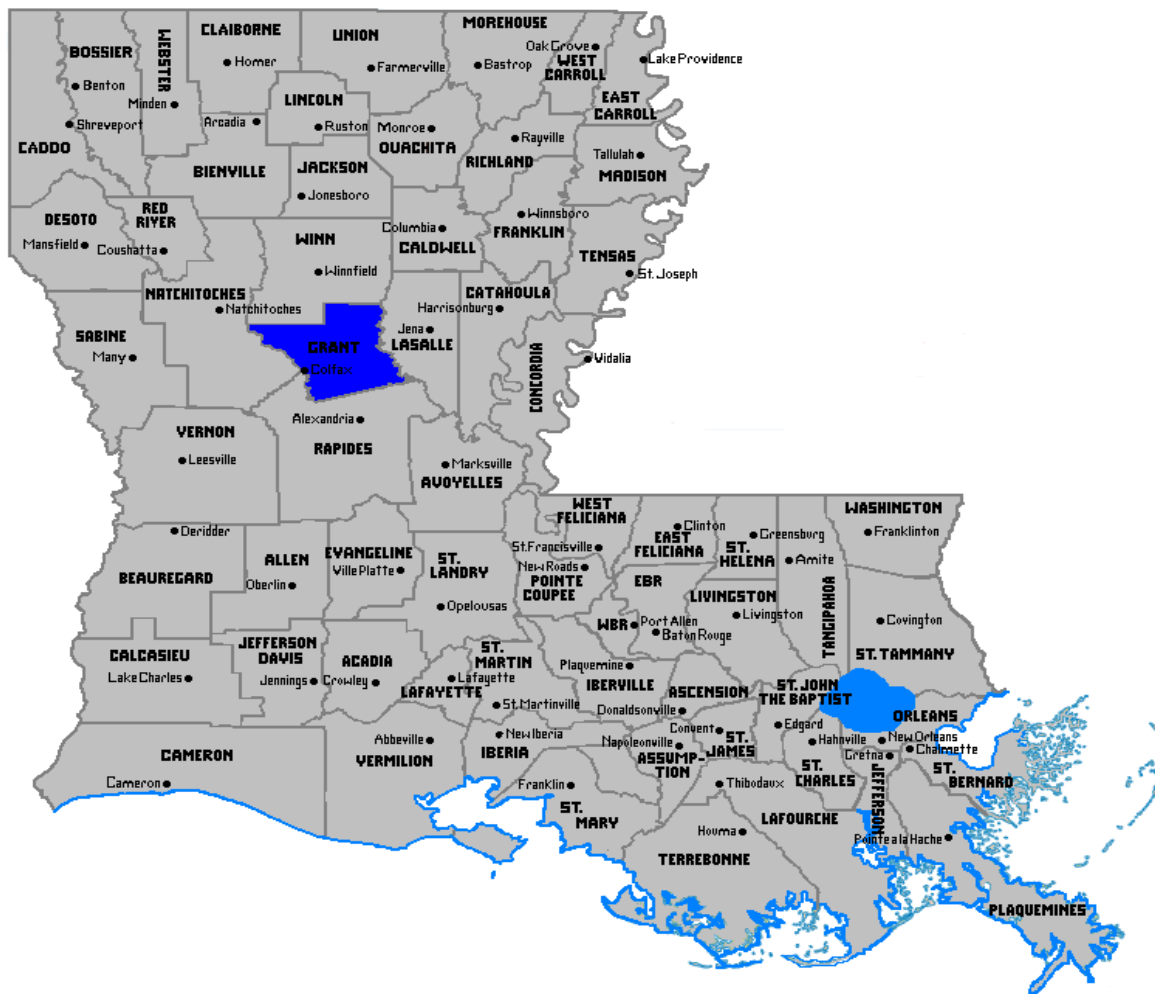 MOREHOUSE
CLAIBORNE
UNION
WEBSTER
BOSSIER
Oak Grove
WEST
CARROLL
Lake Providence
Homer
Farmerville
Bastrop
Benton
EAST
CARROLL
Minden
LINCOLN
Shreveport
Arcadia
Ruston
Monroe
OUACHITA
Rayville
RICHLAND
CADDO
Tallulah
MADISON
BIENVILLE
JACKSON
Jonesboro
RED
RIVER
DESOTO
Mansfield
Coushatta
WINN
Winnfield
Columbia
CALDWELL
Winnsboro
FRANKLIN
TENSAS
St. Joseph
NATCHITOCHES
Natchitoches
CATAHOULA
Harrisonburg
SABINE
Many
GRANT
Colfax
Jena
LASALLE
CONCORDIA
Vidalia
Alexandria
RAPIDES
VERNON
Leesville
Marksville
AVOYELLES
Deridder
BEAUREGARD
ALLEN
Oberlin
EVANGELINE
Ville Platte
ST.
LANDRY
Opelousas
WEST
FELICIANA
St. Francisville
New Roads
POINTE
COUPEE
Clinton
EAST
FELICIANA
EBR
Greensburg
ST.
HELENA
Amite
TANGIPAHOA
WASHINGTON
Franklinton
LIVINGSTON
Livingston
WBR
Port Allen
Baton Rouge
Covington
ST. TAMMANY
CALCASIEU
Lake Charles
JEFFERSON
DAVIS
Jennings
ACADIA
Crowley
LAFAYETTE
Lafayette
ST.
MARTIN
St. Martinville
Plaquemine
IBERVILLE
ASCENSION
Donaldsonville
ST. JOHN
THE BAPTIST
Edgard
ORLEANS
New Orleans
CAMERON
Cameron
Abbeville
VERMILION
New Iberia
IBERIA
Napoleonville
ASSUMP-
TION
Convent
ST.
JAMES
Hahnville
ST.
CHARLES
Gretna
JEFFERSON
Chalmette
ST.
BERNARD
Franklin
ST.
MARY
Thibodaux
LAFOURCHE
Houma
TERREBONNE
Pointe a la Hache
PLAQUEMINES